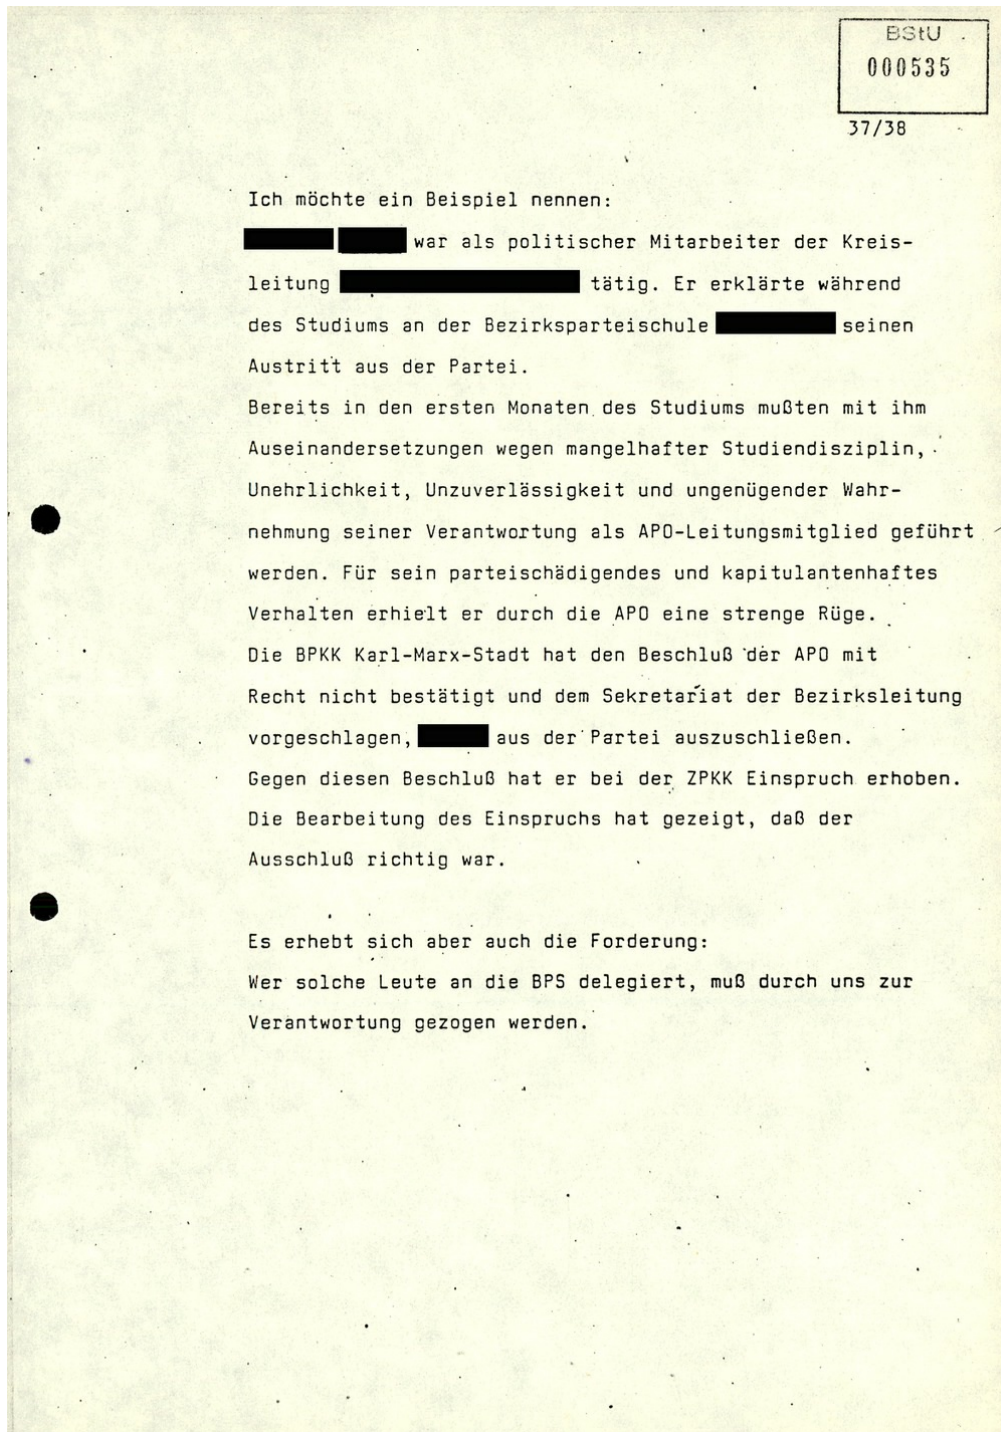 BStU
000535
37/38
Ich möchte ein Beispiel nennen:
war als politischer Mitarbeiter der Kreis-
leitung tätig. Er erklärte während
des Studiums an der Bezirksparteischule seinen
Austritt aus der Partei.
Bereits in den ersten Monaten des Studiums mußten mit ihm
Auseinandersetzungen wegen mangelhafter Studiendisziplin,
Unehrlichkeit, Unzuverlässigkeit und ungenügender Wahr-
nehmung seiner Verantwortung als APO-Leitungsmitglied geführt
werden. Für sein parteischädigendes und kapitulantenhaftes
Verhalten erhielt er durch die APO eine strenge Rüge.
Die BPKK Karl-Marx-Stadt hat den Beschluß der APO mit
Recht nicht bestätigt und dem Sekretariat der Bezirksleitung
vorgeschlagen, aus der Partei auszuschließen.
Gegen diesen Beschluß hat er bei der ZPKK Einspruch erhoben.
Die Bearbeitung des Einspruchs hat gezeigt, daß der
Ausschluß richtig war.
Es erhebt sich aber auch die Forderung:
Wer solche Leute an die BPS delegiert, muß durch uns zur
Verantwortung gezogen werden.